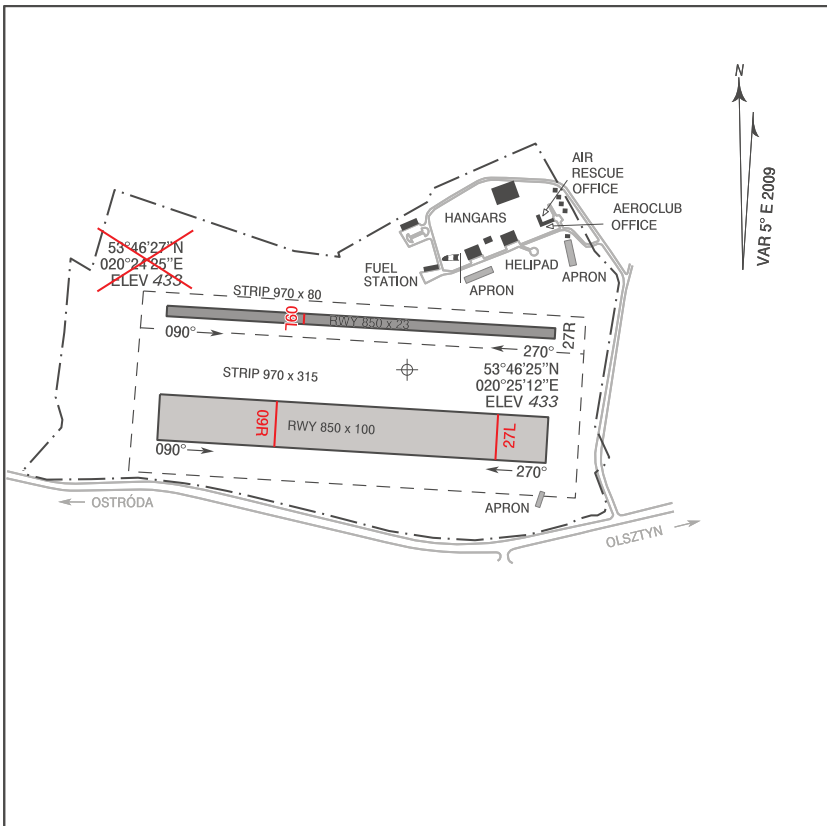 N
VAR 5° E 2009
AIR
RESCUE
OFFICE
AEROCLUB
OFFICE
HANGARS
53°46'27"N
020°24'25"E
ELEV 433
FUEL
STATION
HELIPAD
APRON
APRON
STRIP 970 x 80
09L
RWY 850 x 23
27R
090°
270°
53°46'25"N
020°25'12"E
ELEV 433
STRIP 970 x 315
09R
RWY 850 x 100
27L
090°
270°
APRON
OSTRÓDA
OLSZTYN